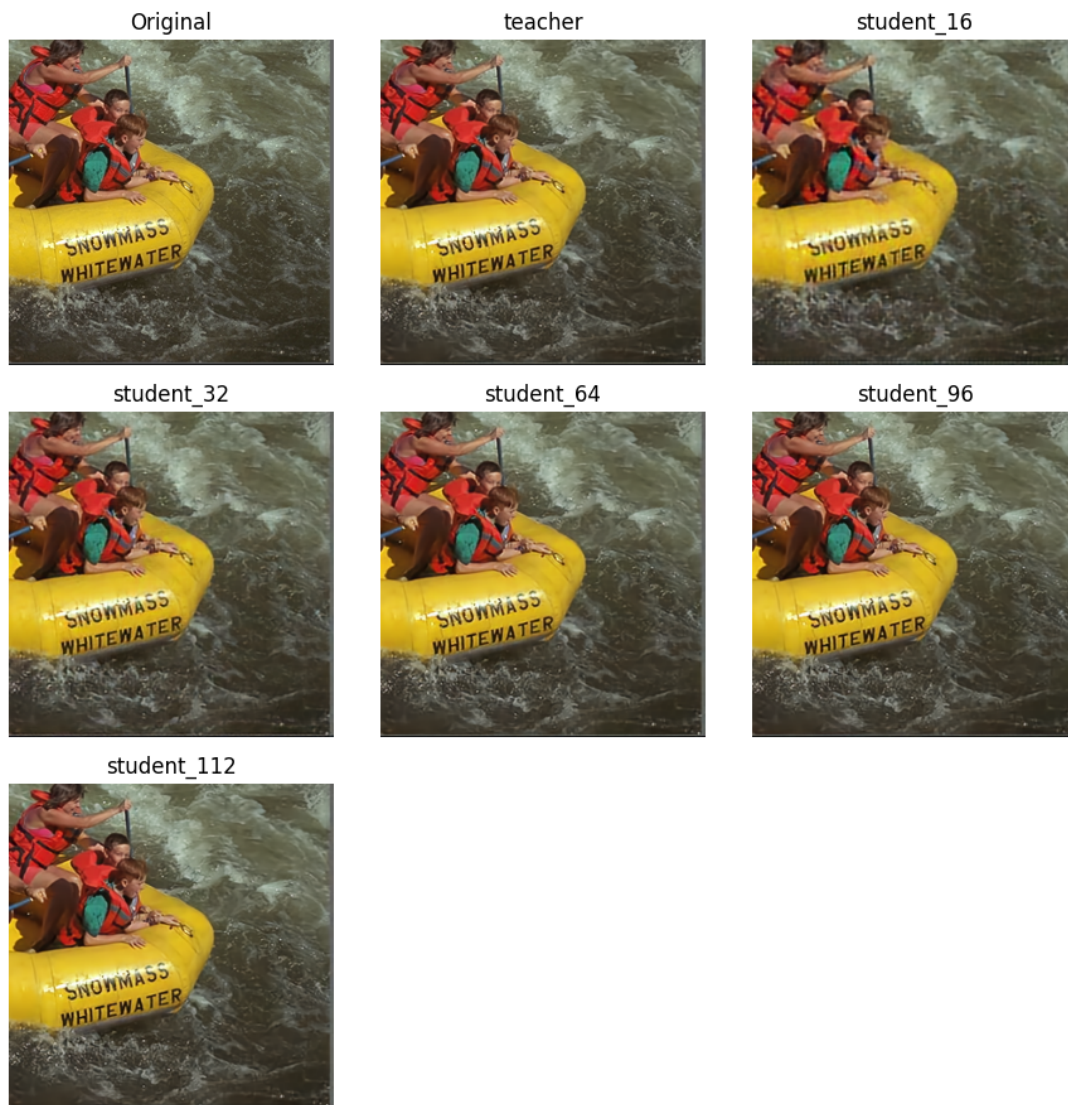 Original
teacher
student_16
SNOWMASS
WHITEWATER
SNOWMASS
WHITEWATER
SNOWMASS
WHITEWATER
student_32
student_64
student_96
SNOWMASS
WHITEWATER
SNOWMASS
WHITEWATER
SNOWMASS
WHITEWATER
student_112
SNOWMASS
WHITEWATER